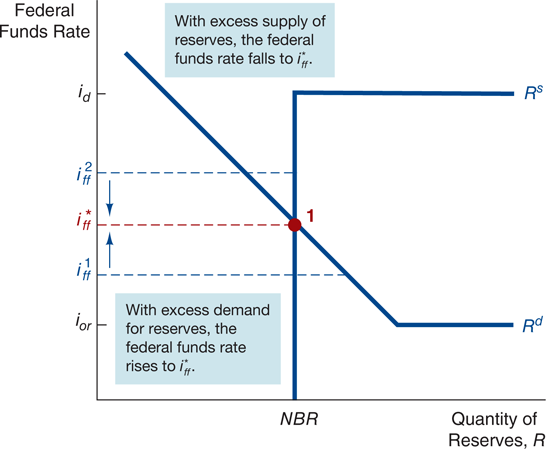 Federal
Funds Rate
With excess supply of
reserves, the federal
funds rate falls to i*ff.
id
Rs
i2ff
i*ff
1
i1ff
With excess demand
for reserves, the
federal funds rate
rises to i*ff.
ior
Rd
NBR
Quantity of
Reserves, R